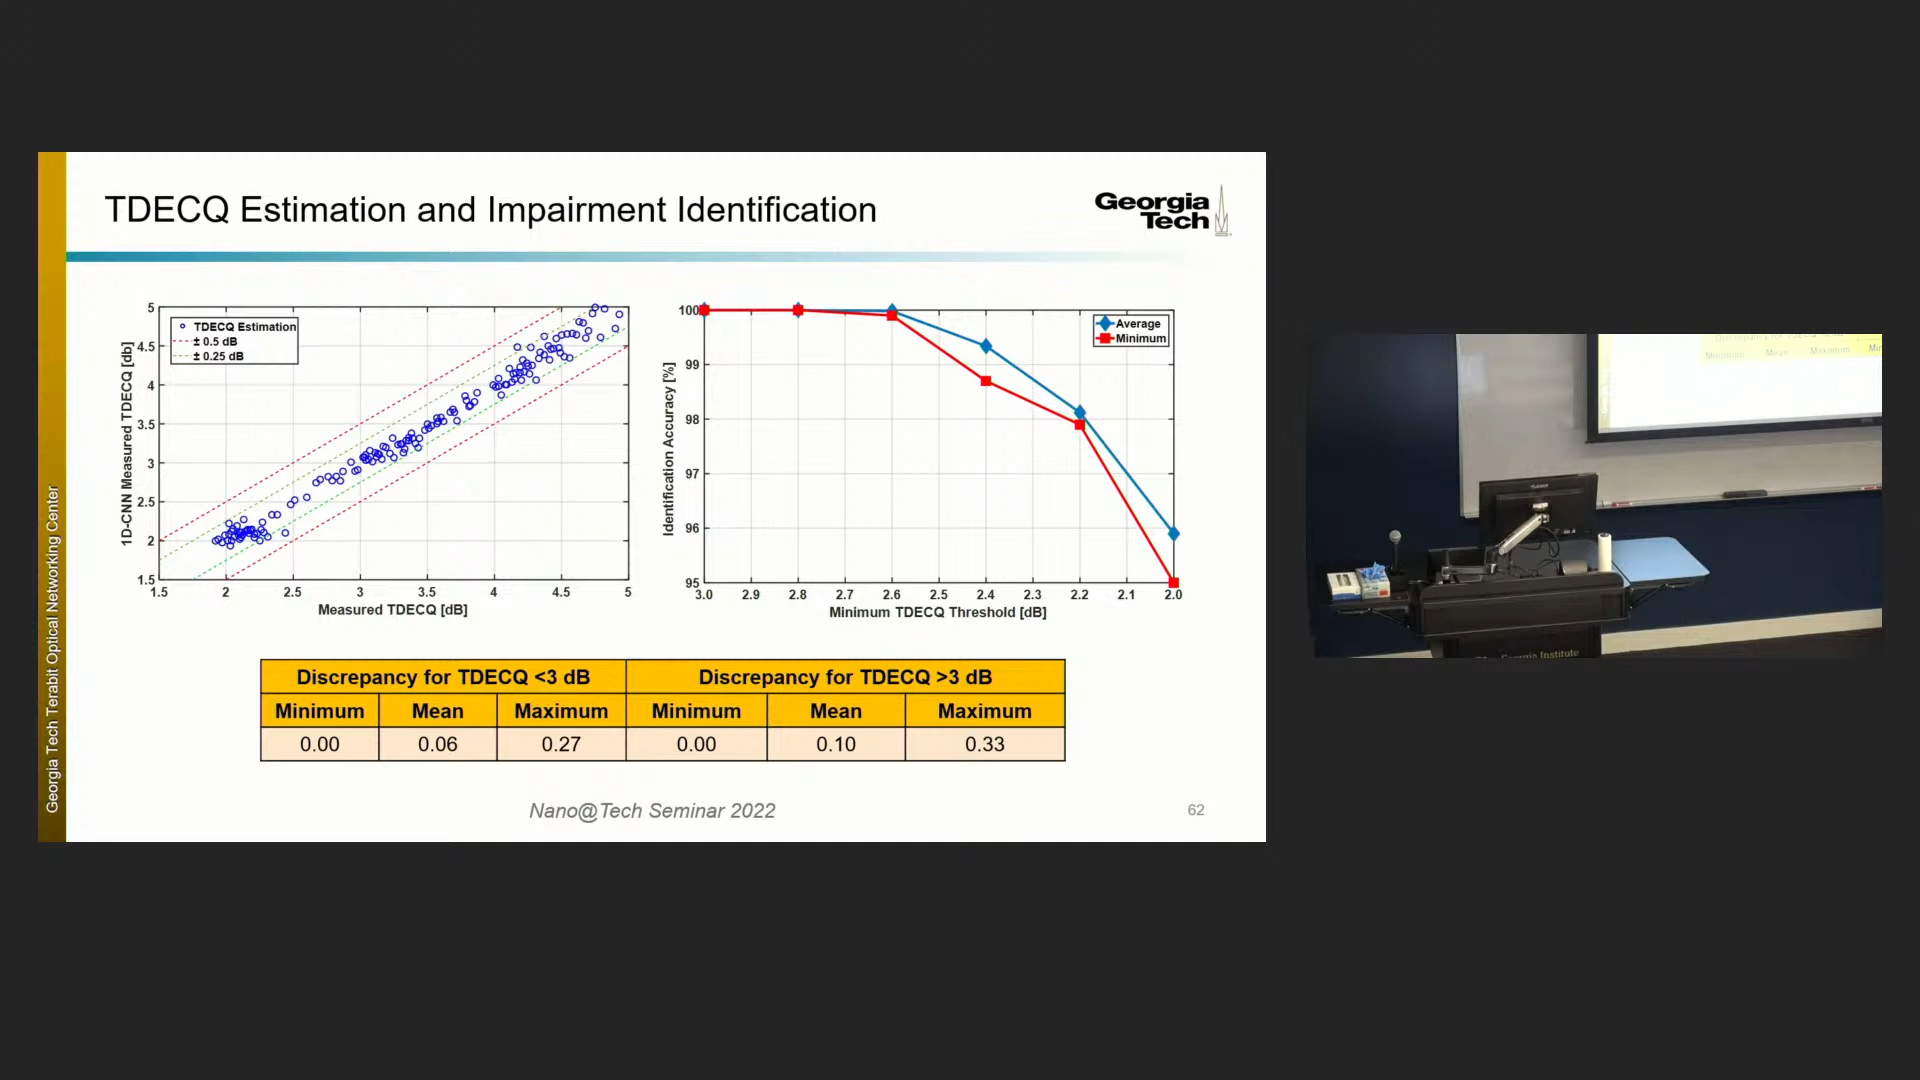 TDECQ Estimation and Impairment Identification
Georgia
Tech
Georgia Tech Terabit Optical Networking Center
1D-CNN Measured TDECQ [db]
5
4.5
4
3.5
3
2.5
2
1.5
TDECQ Estimation
± 0.5 dB
± 0.25 dB
1.5 2 2.5 3 3.5 4 4.5 5
Measured TDECQ [dB]
Identification Accuracy [%]
100
99
98
97
96
95
Average
Minimum
3.0 2.9 2.8 2.7 2.6 2.5 2.4 2.3 2.2 2.1 2.0
Minimum TDECQ Threshold [dB]
Discrepancy for TDECQ <3 dB Discrepancy for TDECQ >3 dB
Minimum Mean Maximum Minimum Mean Maximum
0.00 0.06 0.27 0.00 0.10 0.33
Nano@Tech Seminar 2022
62
Minimum Mean Maximum
Georgia Institute